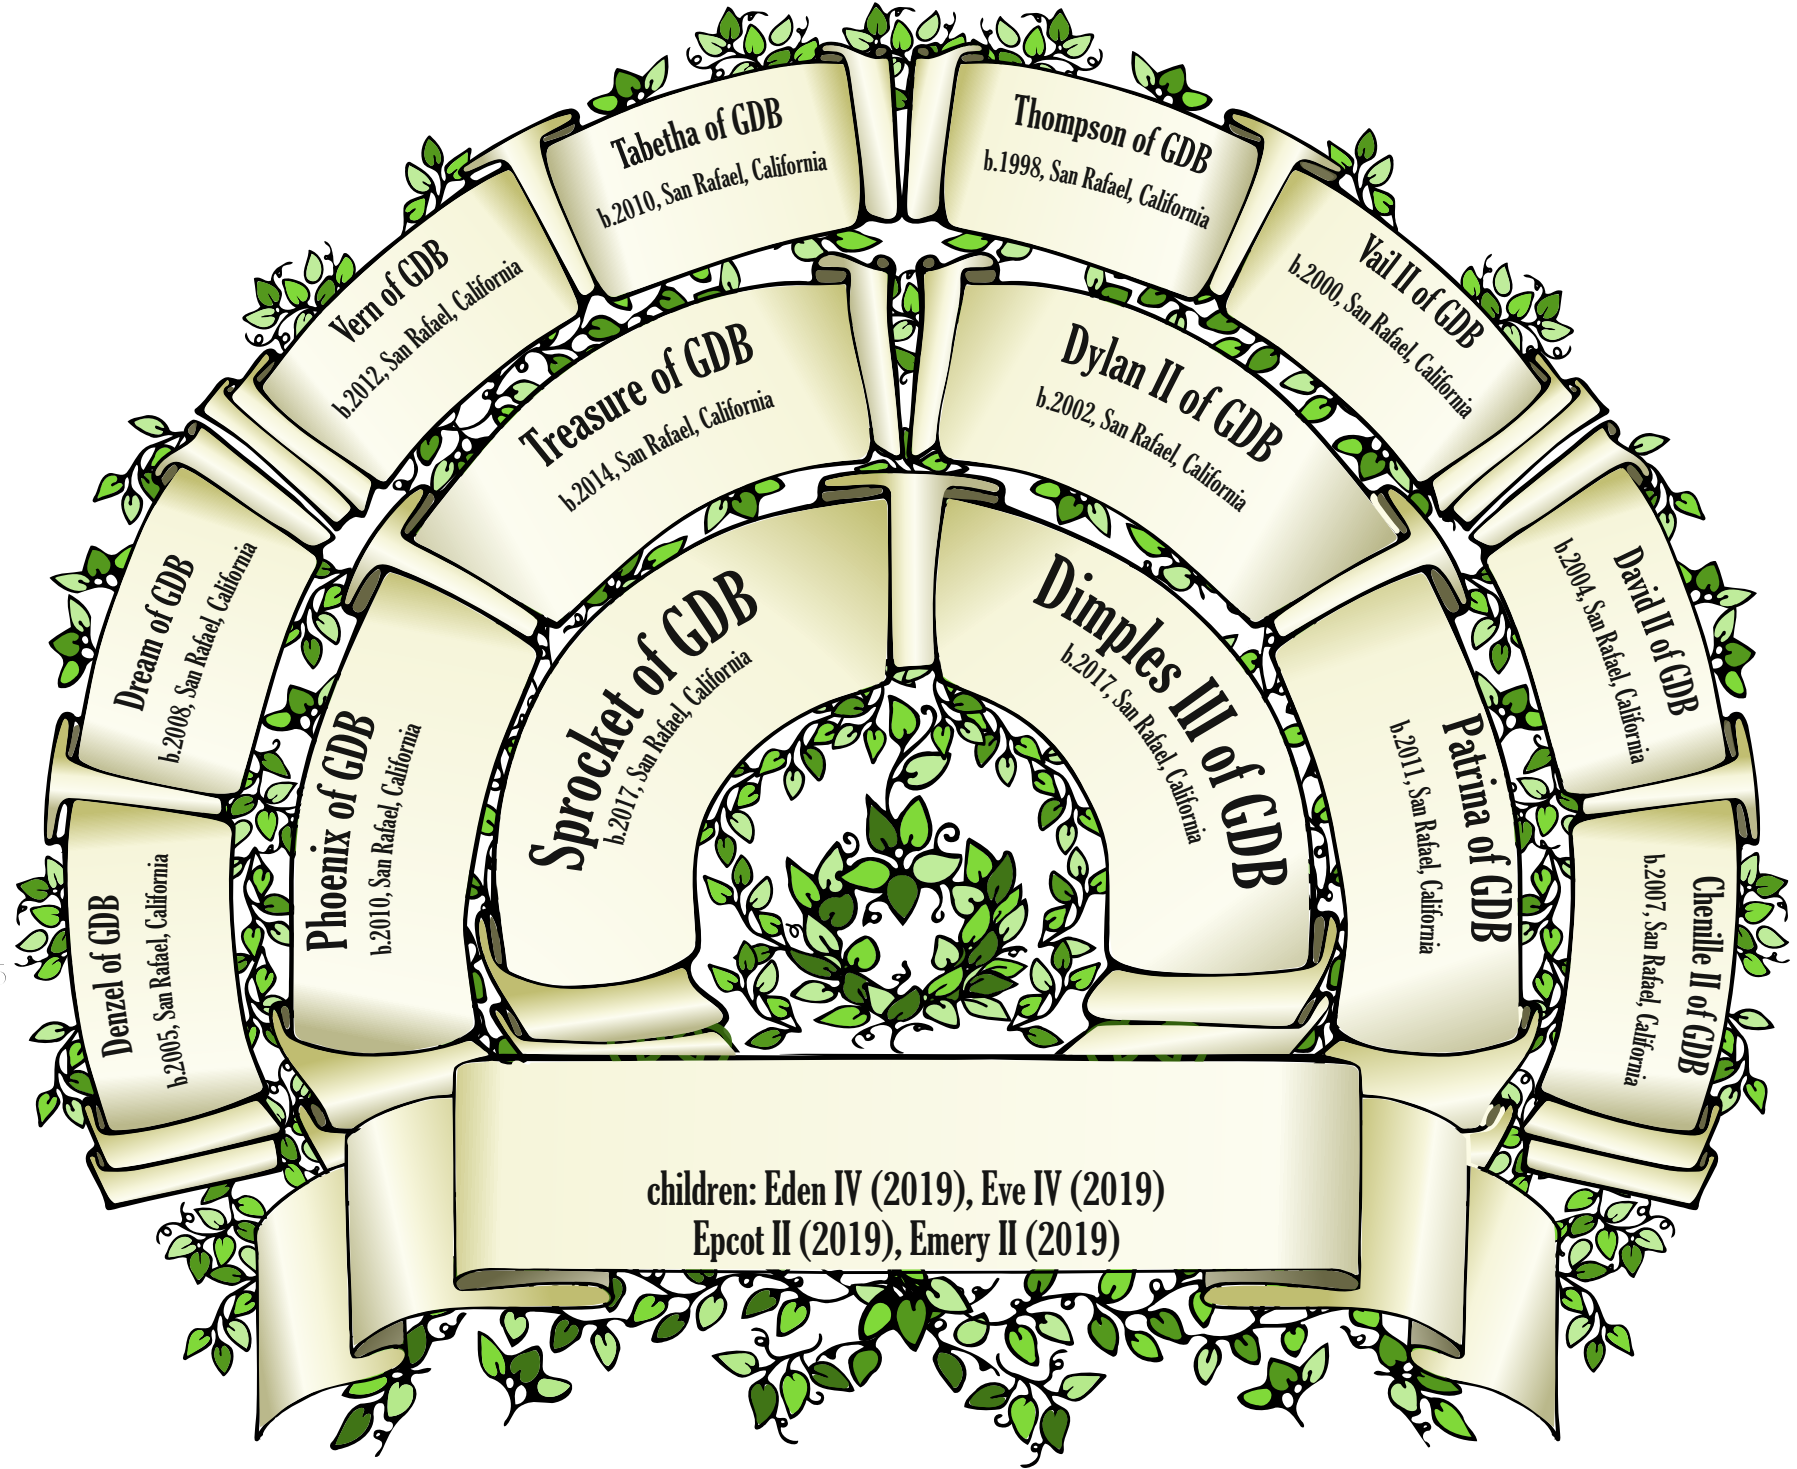 Tabetha of GDB
b.2010, San Rafael, California
Thompson of GDB
b.1998, San Rafael, California
Vern of GDB
b.2012, San Rafael, California
Vail II of GDB
b.2000, San Rafael, California
Treasure of GDB
b.2014, San Rafael, California
Dylan II of GDB
b.2002, San Rafael, California
Dream of GDB
b.2008, San Rafael, California
David II of GDB
b.2004, San Rafael, California
Sprocket of GDB
b.2017, San Rafael, California
Dimples III of GDB
b.2017, San Rafael, California
Phoenix of GDB
b.2010, San Rafael, California
Patrina of GDB
b.2011, San Rafael, California
Denzel of GDB
b.2005, San Rafael, California
Chemille II of GDB
b.2007, San Rafael, California
children: Eden IV (2019), Eve IV (2019)
Epcot II (2019), Emery II (2019)